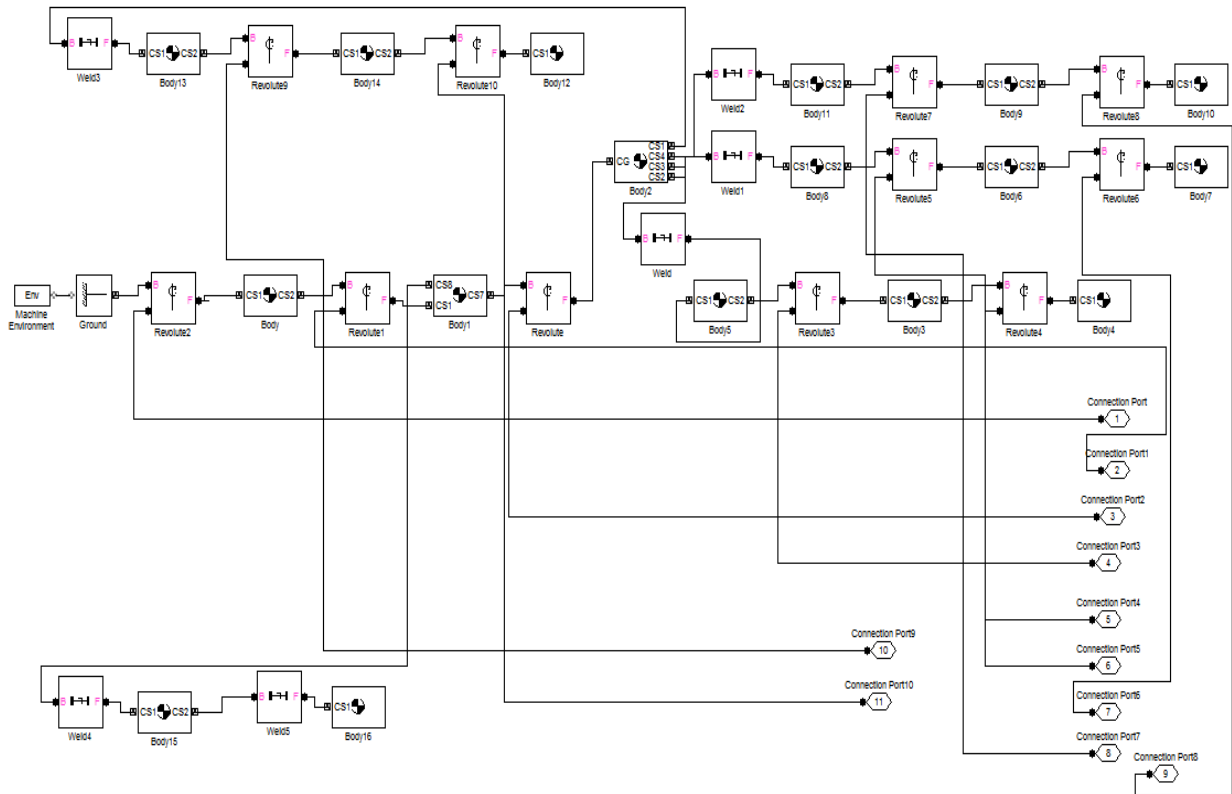 B F B F B F
CS1 CS2 CS1 CS2 CS1
Weld3 Body13 Revolute9 Body14 Revolute10 Body12
B F B F B F
CS1 CS2 CS1 CS2 CS1
Weld2 Body11 Revolute7 Body9 Revolute8 Body10
CG CS1
CS4
CS3
CS2
Body2
B F B F B F
CS1 CS2 CS1 CS2 CS1
Weld1 Body8 Revolute5 Body6 Revolute6 Body7
B F
Weld
Env B F CS1 CS2 B F CS8 CS7 B F
CS1
Machine
Environment
Ground Revolute2 Body Revolute1 Body1 Revolute
CS1 CS2 B F CS1 CS2 B F CS1
Body5 Revolute3 Body3 Revolute4 Body4
Connection Port
1
Connection Port1
2
Connection Port2
3
Connection Port3
4
Connection Port4
5
Connection Port5
6
Connection Port6
7
Connection Port7
8
Connection Port8
9
Connection Port9
10
Connection Port10
11
B F CS1 CS2 B F CS1
Weld4 Body15 Weld5 Body16